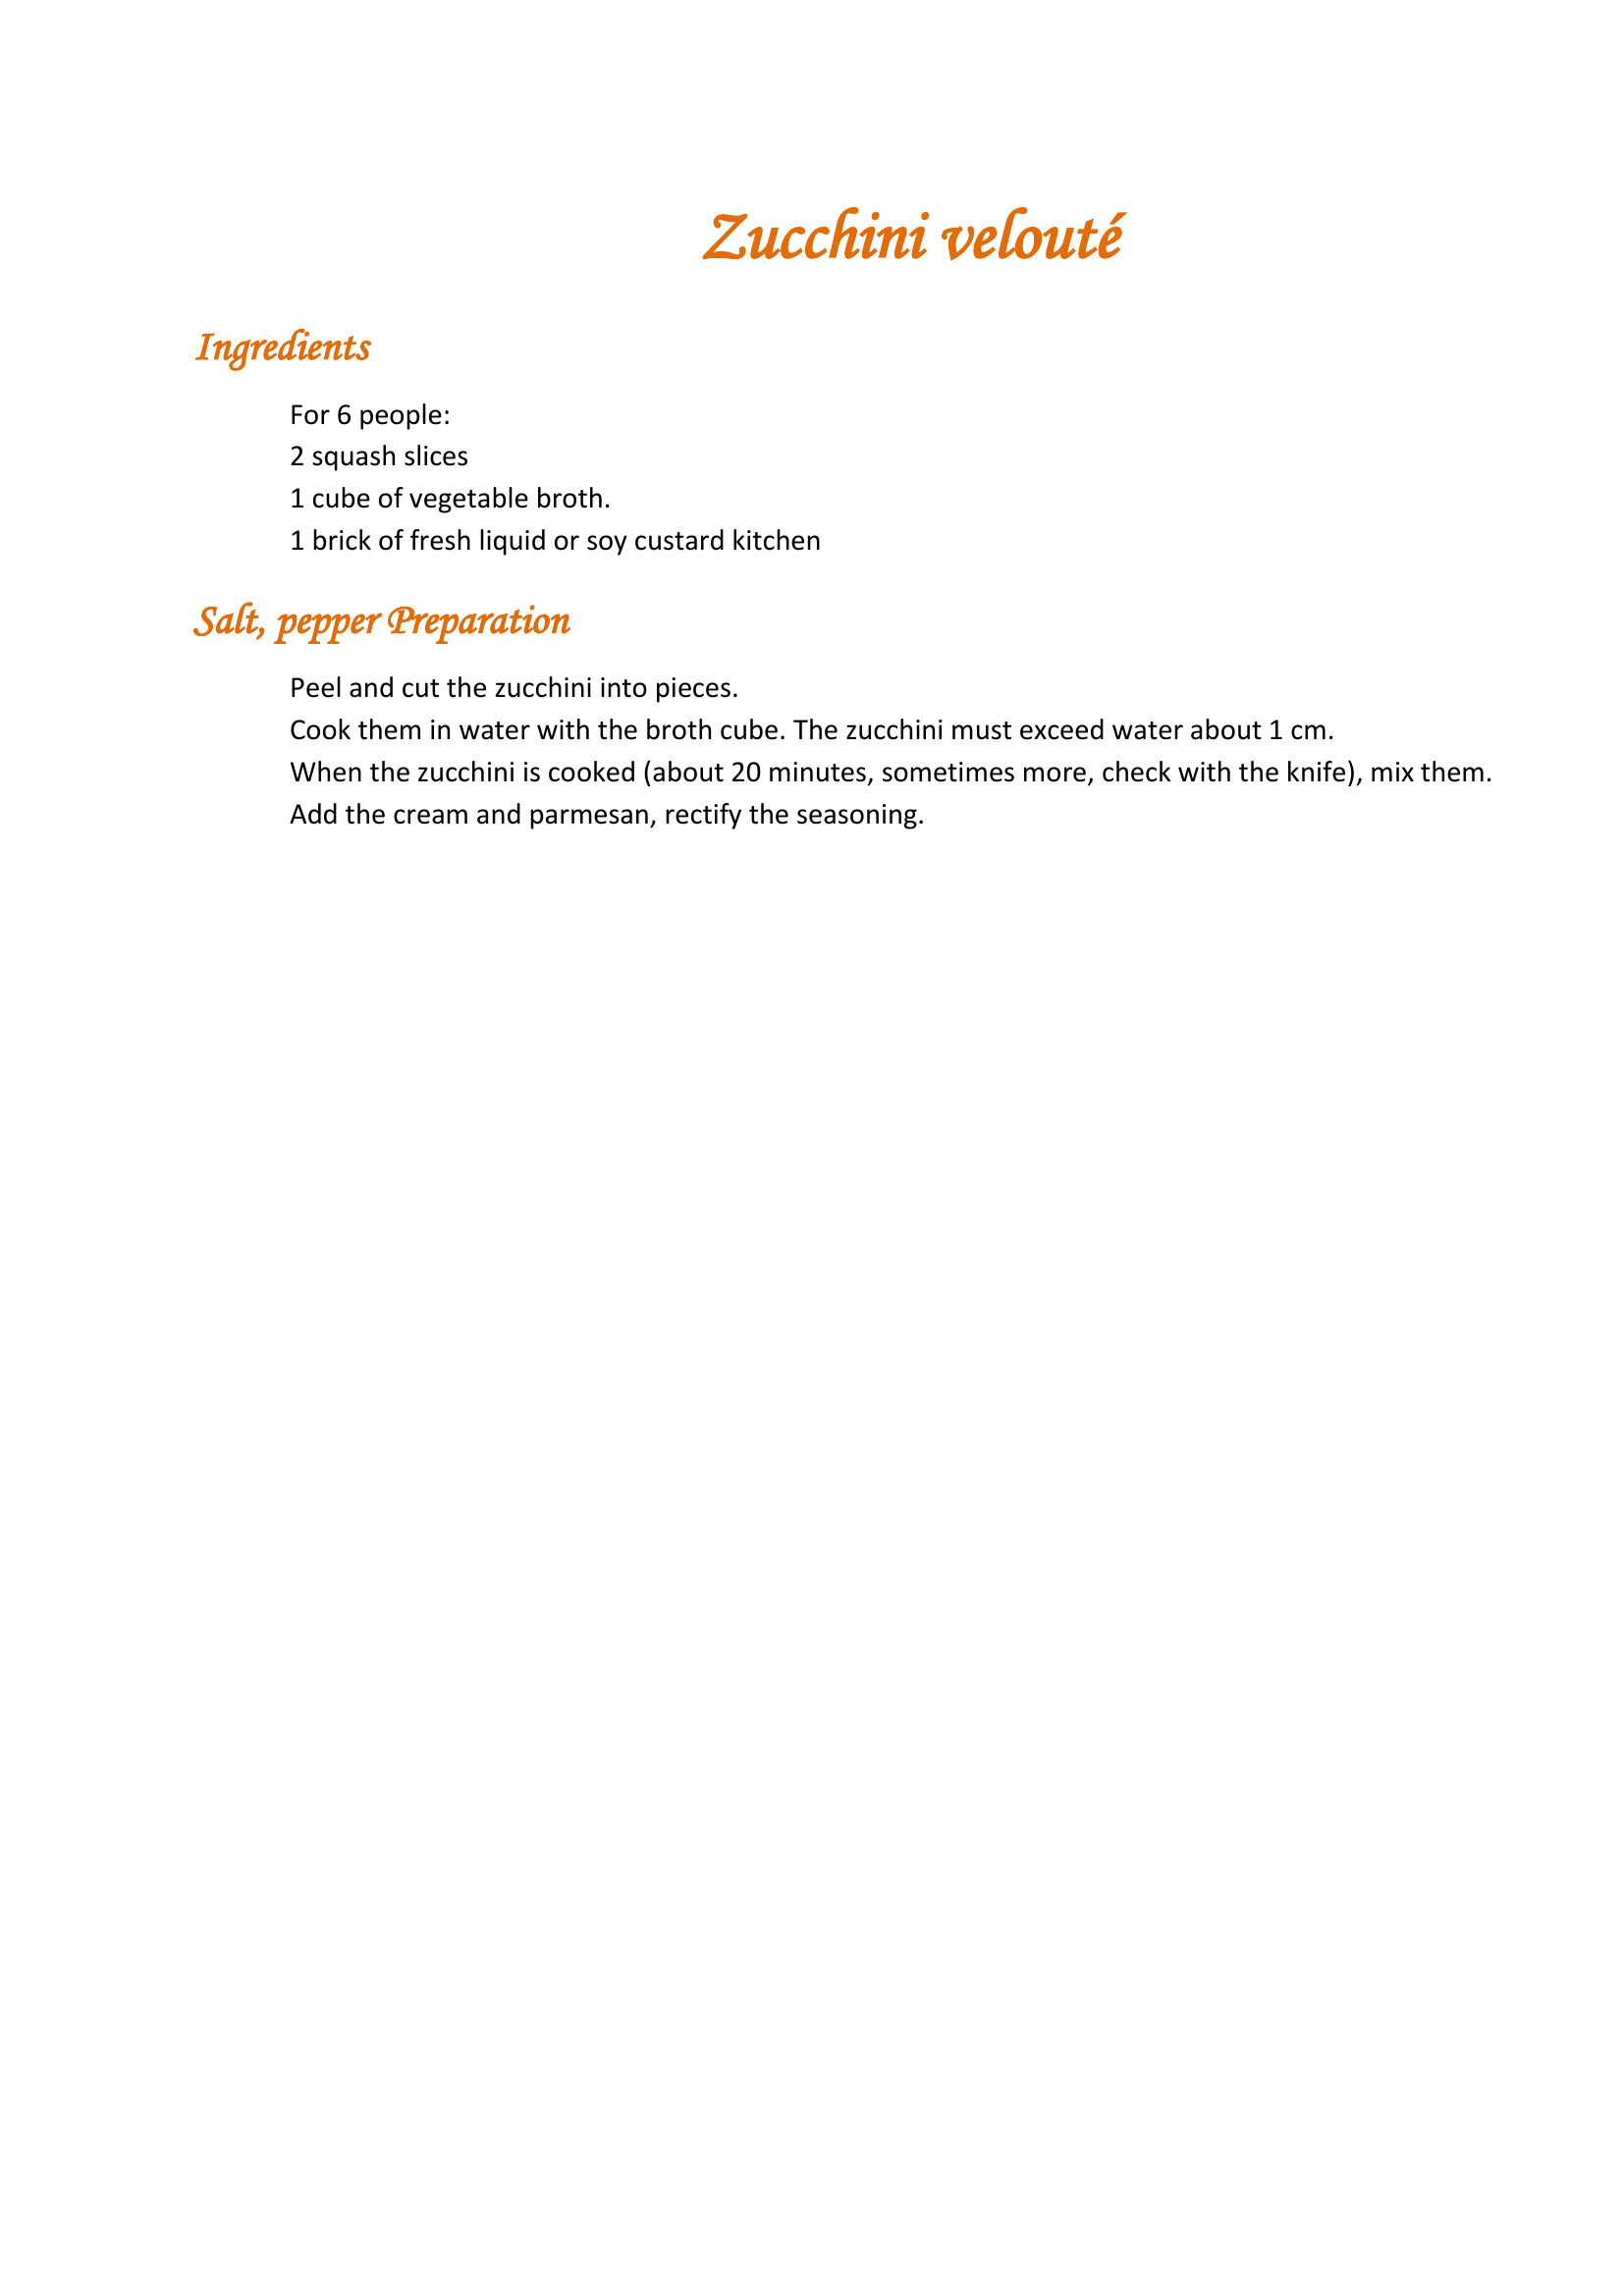 Zucchini velouté
Ingredients
For 6 people:
2 squash slices
1 cube of vegetable broth.
1 brick of fresh liquid or soy custard kitchen
Salt, pepper Preparation
Peel and cut the zucchini into pieces.
Cook them in water with the broth cube. The zucchini must exceed water about 1 cm.
When the zucchini is cooked (about 20 minutes, sometimes more, check with the knife), mix them.
Add the cream and parmesan, rectify the seasoning.